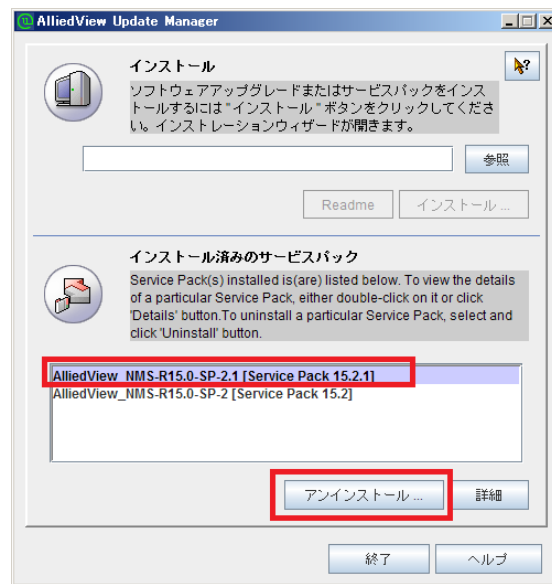 AlliedView Update Manager
インストール
ソフトウェアアップグレードまたはサービスパックをインス
トールするには"インストール"ボタンをクリックしてくださ
い。インストレーションウィザードが開きます。
参照
Readme
インストール ...
インストール済みのサービスパック
Service Pack(s) installed is(are) listed below. To view the details
of a particular Service Pack, either double-click on it or click
'Details' button.To uninstall a particular Service Pack, select and
click 'Uninstall' button.
AlliedView_NMS-R15.0-SP-2.1 [Service Pack 15.2.1]
AlliedView_NMS-R15.0-SP-2 [Service Pack 15.2]
アンインストール ...
詳細
終了
ヘルプ